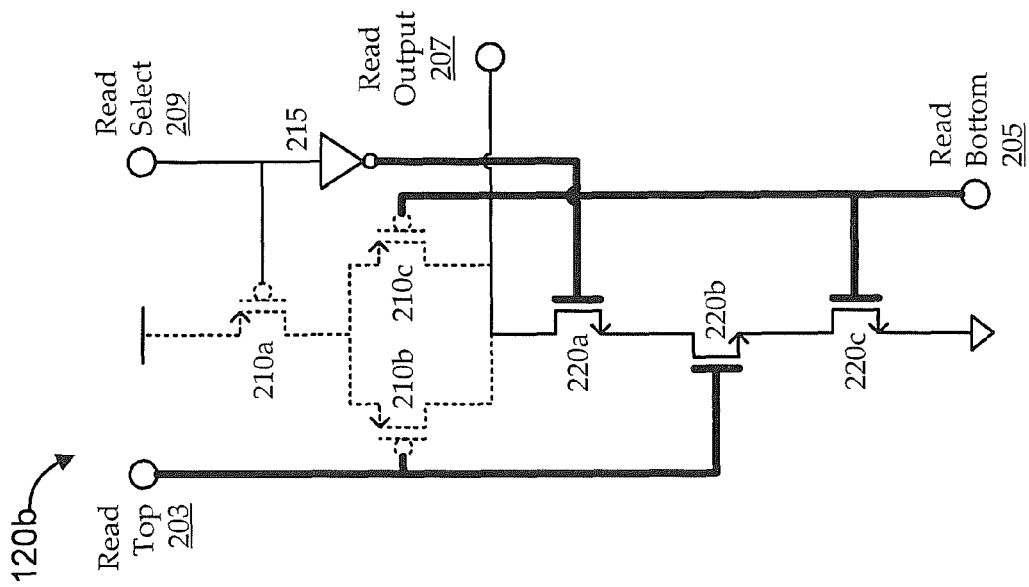 120b
Read
Top
203
Read
Select
209
215
Read
Output
207
210a
210b
210c
220a
220b
220c
Read
Bottom
205